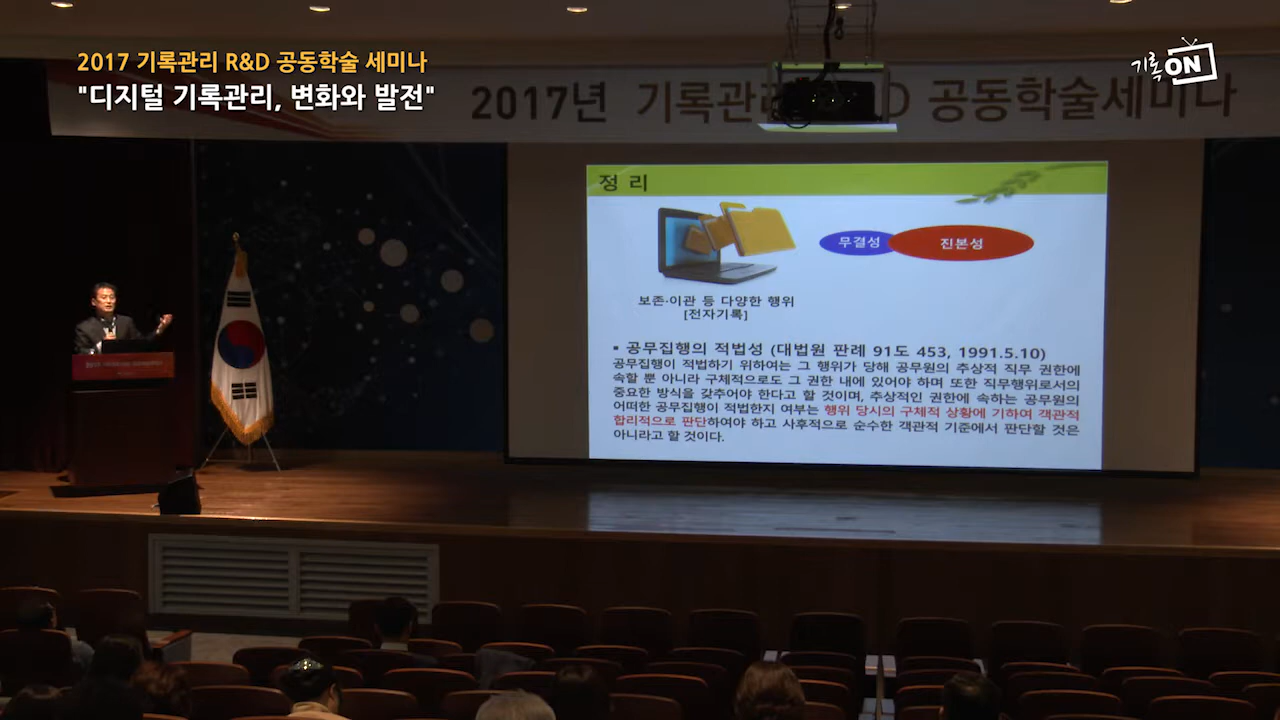 2017 기록관리 R&D 공동학술 세미나
"디지털 기록관리, 변화와 발전"
기록ON
2017년 기록관리 D 공동학술세미나
정 리
무결성
진본성
보존·이관 등 다양한 행위
[전자기록]
▪ 공무집행의 적법성 (대법원 판례 91도 453, 1991.5.10)
공무집행이 적법하기 위하여는 그 행위가 당해 공무원의 추상적 직무 권한에
속할 뿐 아니라 구체적으로도 그 권한 내에 있어야 하며 또한 직무행위로서의
중요한 방식을 갖추어야 한다고 할 것이며, 추상적인 권한에 속하는 공무원의
어떠한 공무집행이 적법한지 여부는 행위 당시의 구체적 상황에 기하여 객관적
합리적으로 판단하여야 하고 사후적으로 순수한 객관적 기준에서 판단할 것은
아니라고 할 것이다.